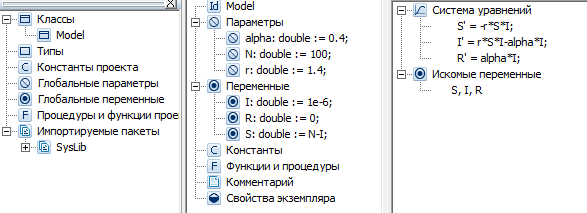 Классы
Model
Типы
Константы проекта
Глобальные параметры
Глобальные переменные
Процедуры и функции прое
Импортируемые пакеты
SysLib
Model
Параметры
alpha: double := 0.4;
N: double := 100;
r: double := 1.4;
Переменные
I: double := 1e-6;
R: double := 0;
S: double := N-I;
Константы
Функции и процедуры
Комментарий
Свойства экземпляра
Система уравнений
S' = -r*S*I;
I' = r*S*I-alpha*I;
R' = alpha*I;
Искомые переменные
S, I, R